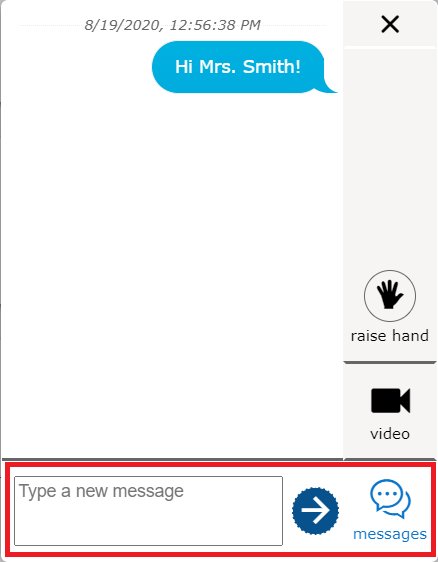 8/19/2020, 12:56:38 PM
Hi Mrs. Smith!
raise hand
video
Type a new message
messages